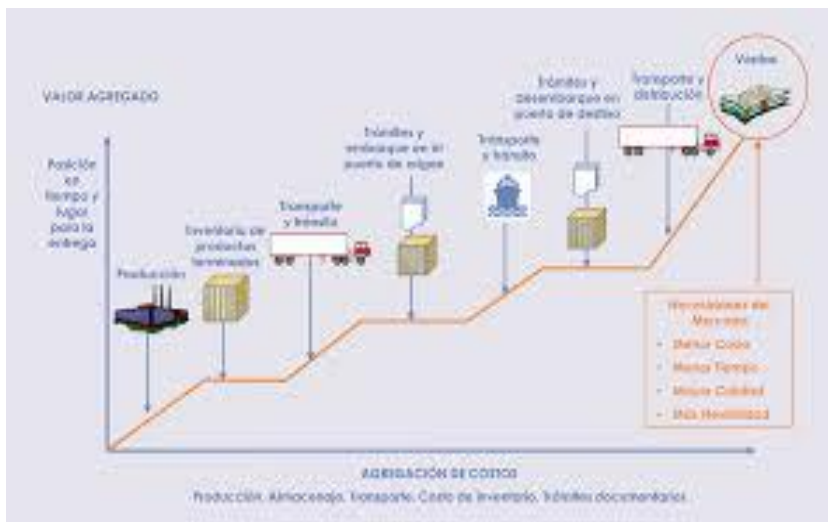 Ventas
VALOR AGREGADO
Trámites y
desembarque en
puerto de destino
Transporte y
distribución
Trámites y
embarque en el
puerto de origen
Transporte
y tránsito
Posición
en
tiempo y
lugar
para la
entrega
Transporte
y tránsito
Inventario de
productos
terminados
Producción
Necesidades del
Mercado
• Menor Costo
• Menor Tiempo
• Mayor Calidad
• Más Flexibilidad
AGREGACIÓN DE COSTOS
Producción, Almacenaje, Transporte, Costo de Inventario, Trámites documentarios